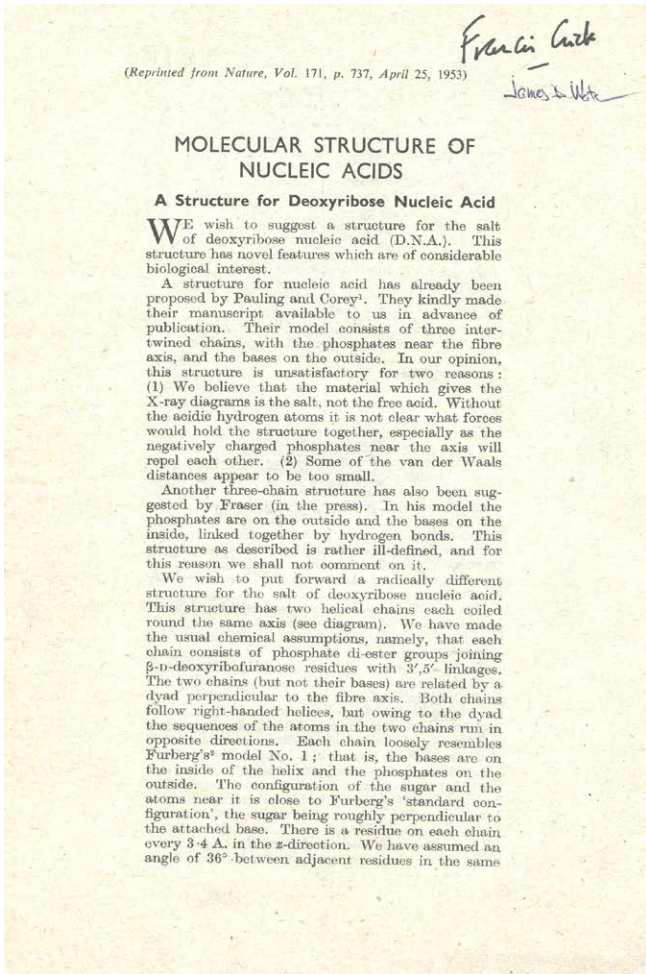 Francis Crick
(Reprinted from Nature, Vol. 171, p. 737, April 25, 1953)
James D Wat
MOLECULAR STRUCTURE OF
NUCLEIC ACIDS
A Structure for Deoxyribose Nucleic Acid
WE wish to suggest a structure for the salt
of deoxyribose nucleic acid (D.N.A.). This
structure has novel features which are of considerable
biological interest.
A structure for nucleic acid has already been
proposed by Pauling and Corey¹. They kindly made
their manuscript available to us in advance of
publication. Their model consists of three inter-
twined chains, with the phosphates near the fibre
axis, and the bases on the outside. In our opinion,
this structure is unsatisfactory for two reasons :
(1) We believe that the material which gives the
X-ray diagrams is the salt, not the free acid. Without
the acidic hydrogen atoms it is not clear what forces
would hold the structure together, especially as the
negatively charged phosphates near the axis will
repel each other. (2) Some of the van der Waals
distances appear to be too small.
Another three-chain structure has also been sug-
gested by Fraser (in the press). In his model the
phosphates are on the outside and the bases on the
inside, linked together by hydrogen bonds. This
structure as described is rather ill-defined, and for
this reason we shall not comment on it.
We wish to put forward a radically different
structure for the salt of deoxyribose nucleic acid.
This structure has two helical chains each coiled
round the same axis (see diagram). We have made
the usual chemical assumptions, namely, that each
chain consists of phosphate di-ester groups joining
β-D-deoxyribofuranose residues with 3′,5′ linkages.
The two chains (but not their bases) are related by a
dyad perpendicular to the fibre axis. Both chains
follow right-handed helices, but owing to the dyad
the sequences of the atoms in the two chains run in
opposite directions. Each chain loosely resembles
Furberg's² model No. 1 ; that is, the bases are on
the inside of the helix and the phosphates on the
outside. The configuration of the sugar and the
atoms near it is close to Furberg's 'standard con-
figuration', the sugar being roughly perpendicular to
the attached base. There is a residue on each chain
every 3·4 A. in the z-direction. We have assumed an
angle of 36° between adjacent residues in the same